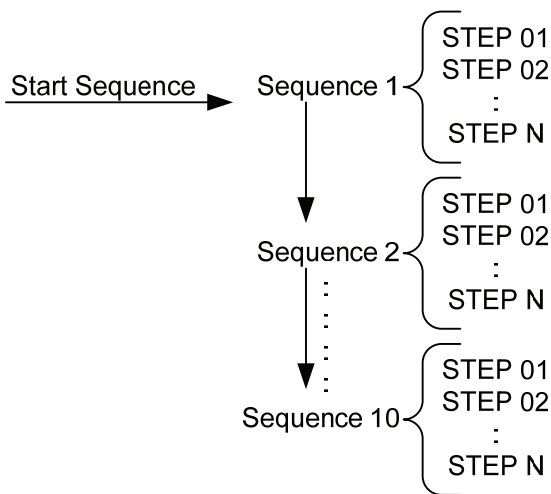 Start Sequence
Sequence 1
STEP 01
STEP 02
:
STEP N
Sequence 2
STEP 01
STEP 02
:
STEP N
Sequence 10
STEP 01
STEP 02
:
STEP N